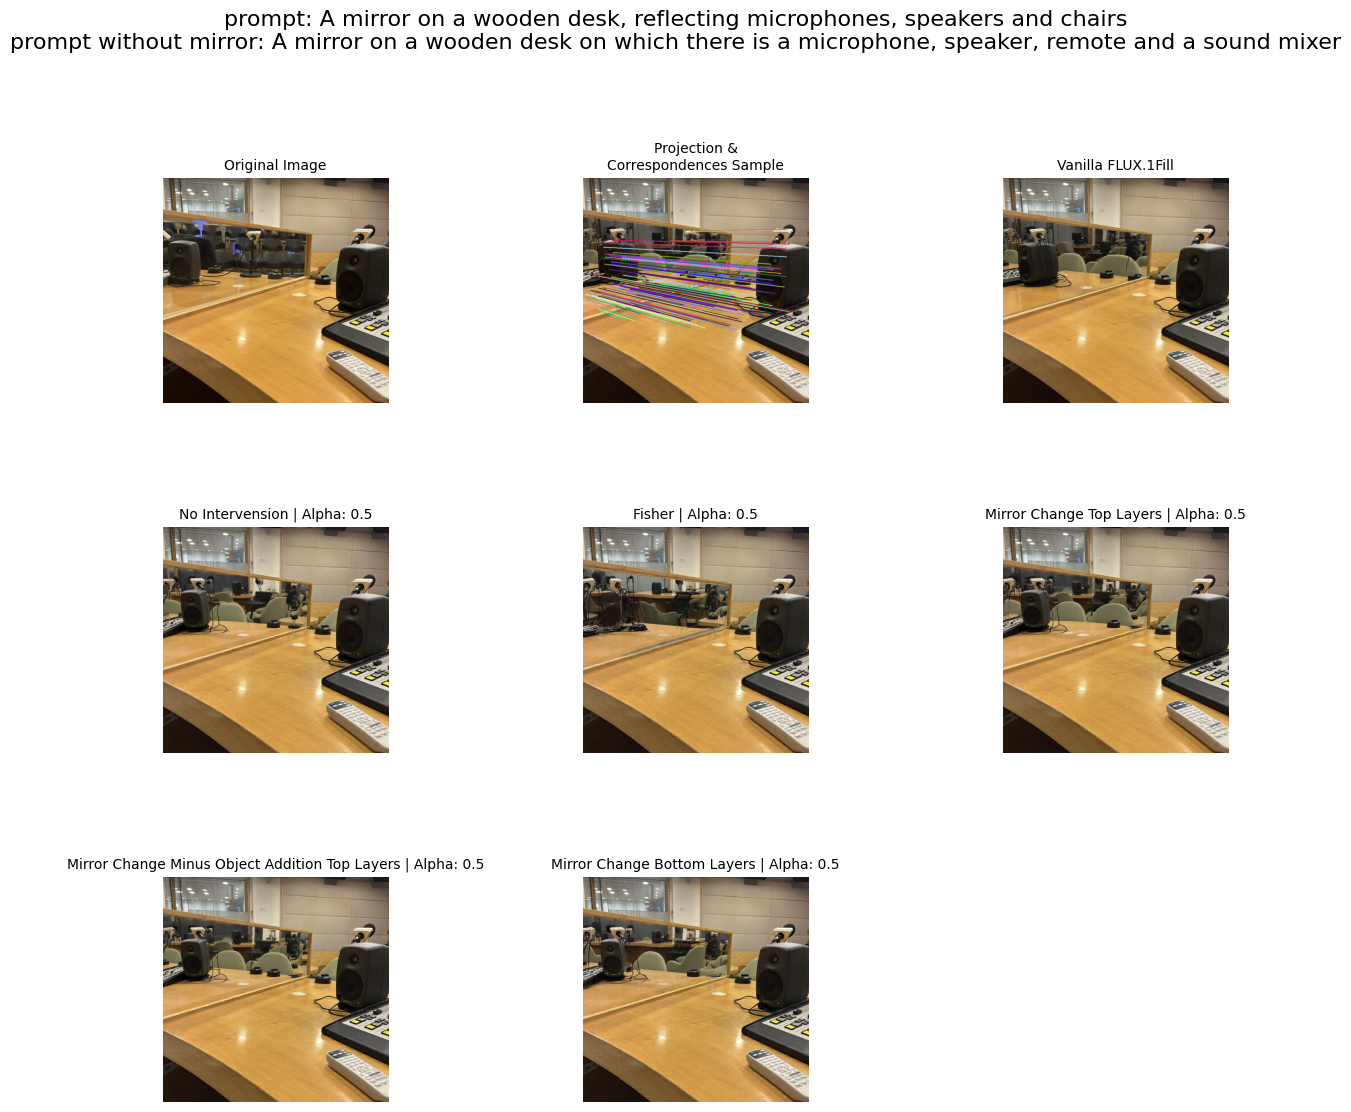 prompt: A mirror on a wooden desk, reflecting microphones, speakers and chairs
prompt without mirror: A mirror on a wooden desk on which there is a microphone, speaker, remote and a sound mixer
Original Image
Projection &
Correspondences Sample
Vanilla FLUX.1Fill
No Intervension | Alpha: 0.5
Fisher | Alpha: 0.5
Mirror Change Top Layers | Alpha: 0.5
Mirror Change Minus Object Addition Top Layers | Alpha: 0.5
Mirror Change Bottom Layers | Alpha: 0.5